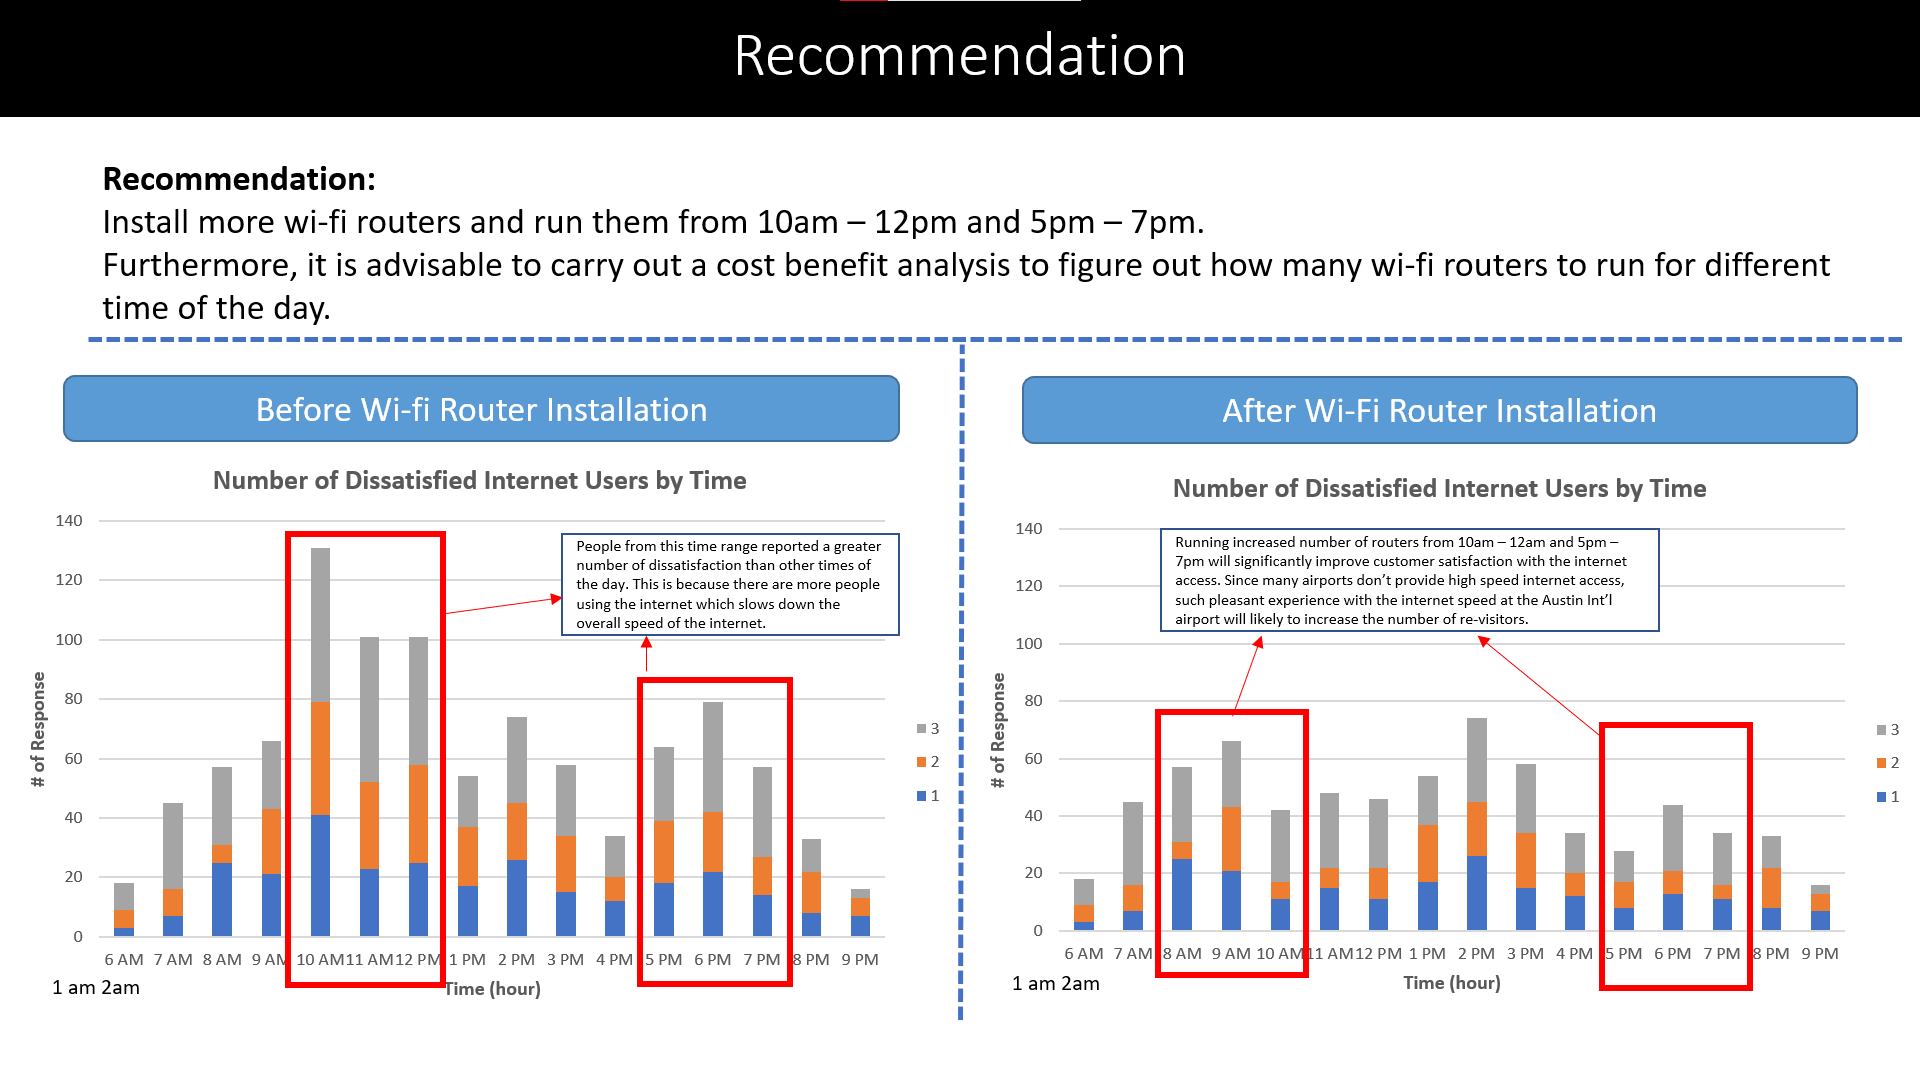 Recommendation
Recommendation:
Install more wi-fi routers and run them from 10am – 12pm and 5pm – 7pm.
Furthermore, it is advisable to carry out a cost benefit analysis to figure out how many wi-fi routers to run for different
time of the day.
Before Wi-fi Router Installation
Number of Dissatisfied Internet Users by Time
140
120
100
80
60
40
20
0
# of Response
People from this time range reported a greater
number of dissatisfaction than other times of
the day. This is because there are more people
using the internet which slows down the
overall speed of the internet.
3
2
1
6 AM 7 AM 8 AM 9 AM 10 AM 11 AM 12 PM 1 PM 2 PM 3 PM 4 PM 5 PM 6 PM 7 PM 8 PM 9 PM
1 am 2am
Time (hour)
After Wi-Fi Router Installation
Number of Dissatisfied Internet Users by Time
140
120
100
80
60
40
20
0
# of Response
Running increased number of routers from 10am – 12am and 5pm –
7pm will significantly improve customer satisfaction with the internet
access. Since many airports don’t provide high speed internet access,
such pleasant experience with the internet speed at the Austin Int’l
airport will likely to increase the number of re-visitors.
3
2
1
6 AM 7 AM 8 AM 9 AM 10 AM 11 AM 12 PM 1 PM 2 PM 3 PM 4 PM 5 PM 6 PM 7 PM 8 PM 9 PM
1 am 2am
Time (hour)